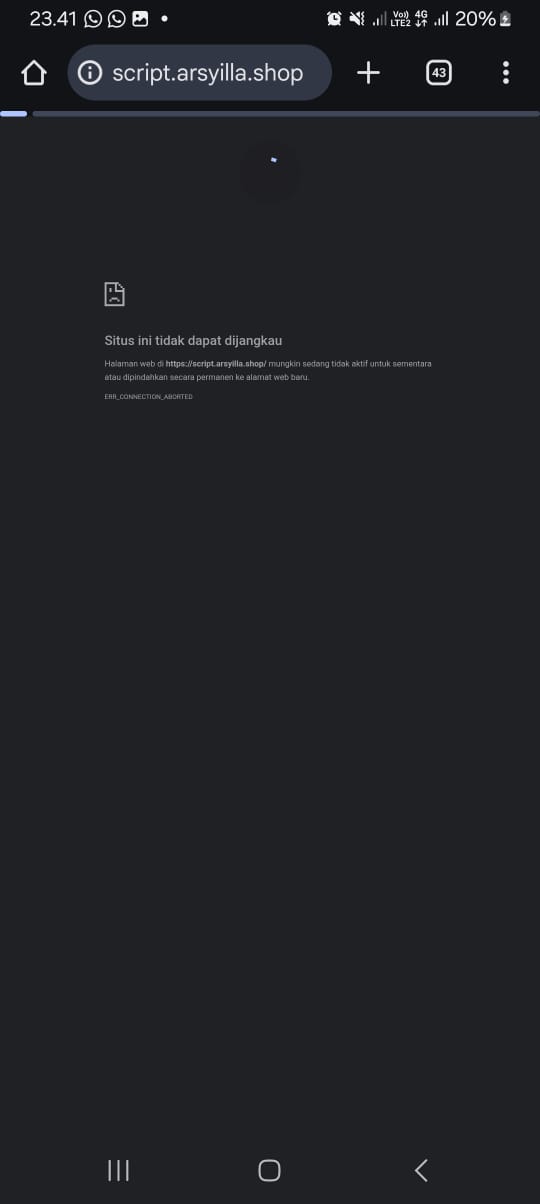 23.41
Vo)) LTE2 4G 20%
script.arsyilla.shop
43
Situs ini tidak dapat dijangkau
Halaman web di https://script.arsyilla.shop/ mungkin sedang tidak aktif untuk sementara
atau dipindahkan secara permanen ke alamat web baru.
ERR_CONNECTION_ABORTED